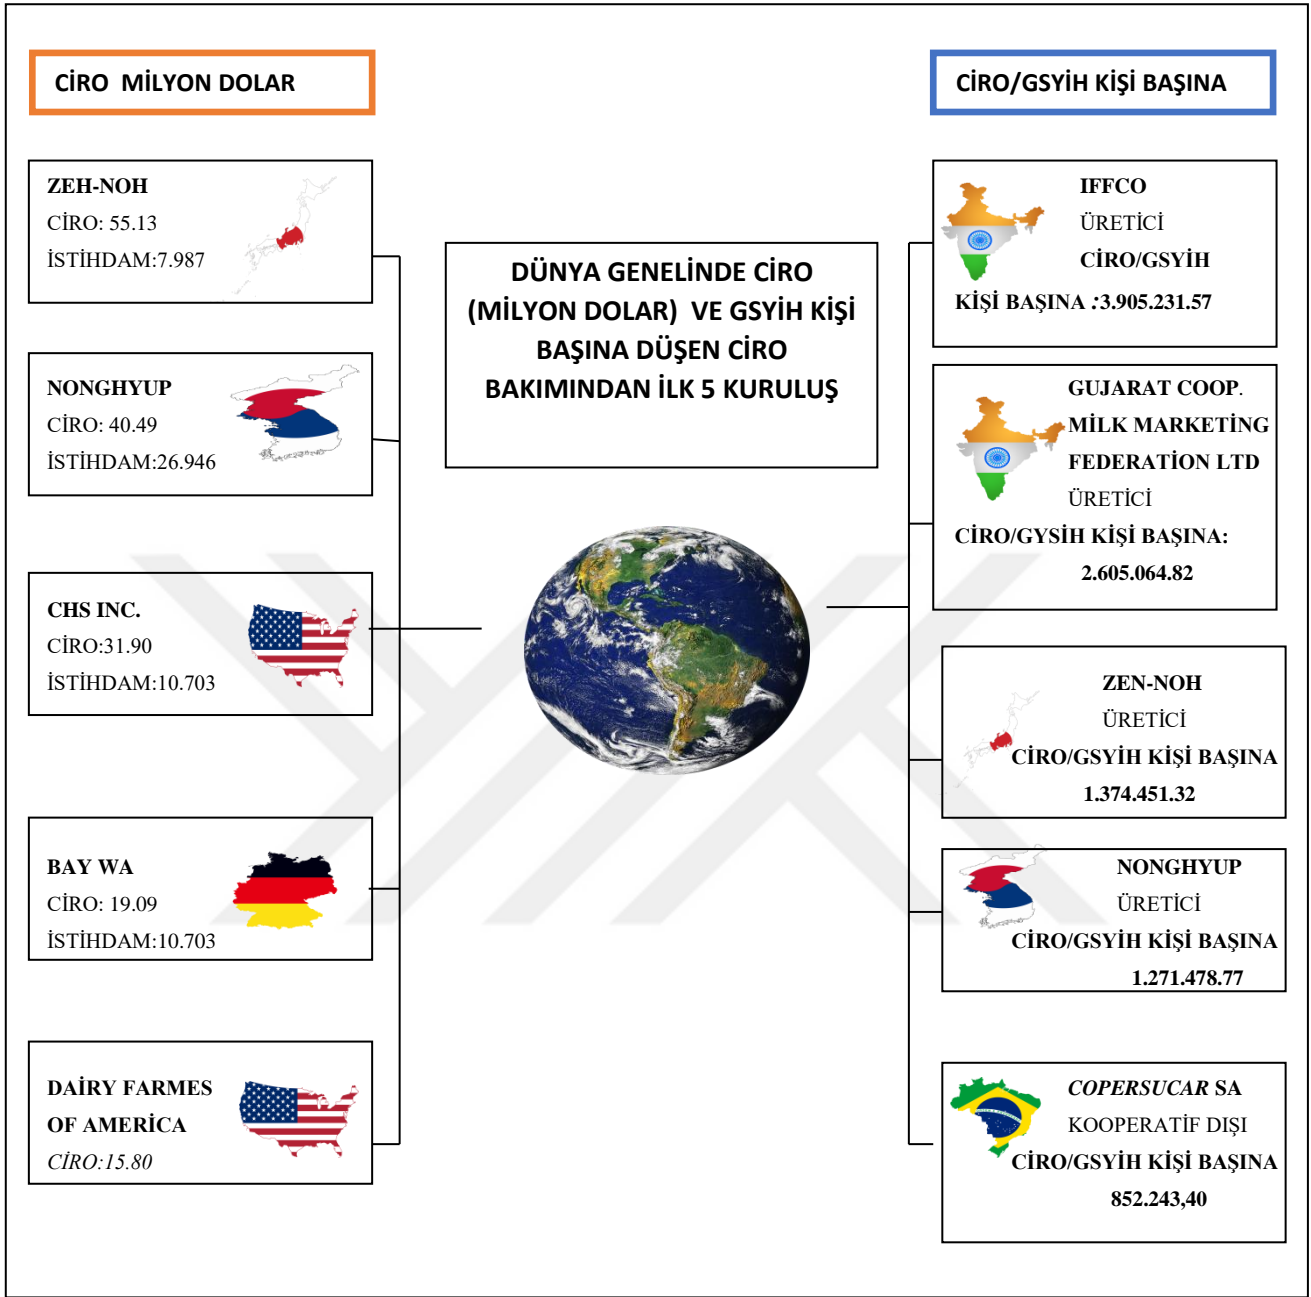 CİRO MİLYON DOLAR
CİRO/GSYİH KİŞİ BAŞINA
ZEH-NOH
CİRO: 55.13
İSTİHDAM:7.987
NONGHYUP
CİRO: 40.49
İSTİHDAM:26.946
CHS INC.
CİRO:31.90
İSTİHDAM:10.703
BAY WA
CİRO: 19.09
İSTİHDAM:10.703
DAİRY FARMES
OF AMERİCA
CİRO:15.80
DÜNYA GENELİNDE CİRO
(MİLYON DOLAR) VE GSYİH KİŞİ
BAŞINA DÜŞEN CİRO
BAKIMINDAN İLK 5 KURULUŞ
IFFCO
ÜRETİCİ
CİRO/GSYİH
KİŞİ BAŞINA :3.905.231.57
GUJARAT COOP.
MİLK MARKETİNG
FEDERATİON LTD
ÜRETİCİ
CİRO/GYSİH KİŞİ BAŞINA:
2.605.064.82
ZEN-NOH
ÜRETİCİ
CİRO/GSYİH KİŞİ BAŞINA
1.374.451.32
NONGHYUP
ÜRETİCİ
CİRO/GSYİH KİŞİ BAŞINA
1.271.478.77
COPERSUCAR SA
KOOPERATİF DIŞI
CİRO/GSYİH KİŞİ BAŞINA
852.243,40